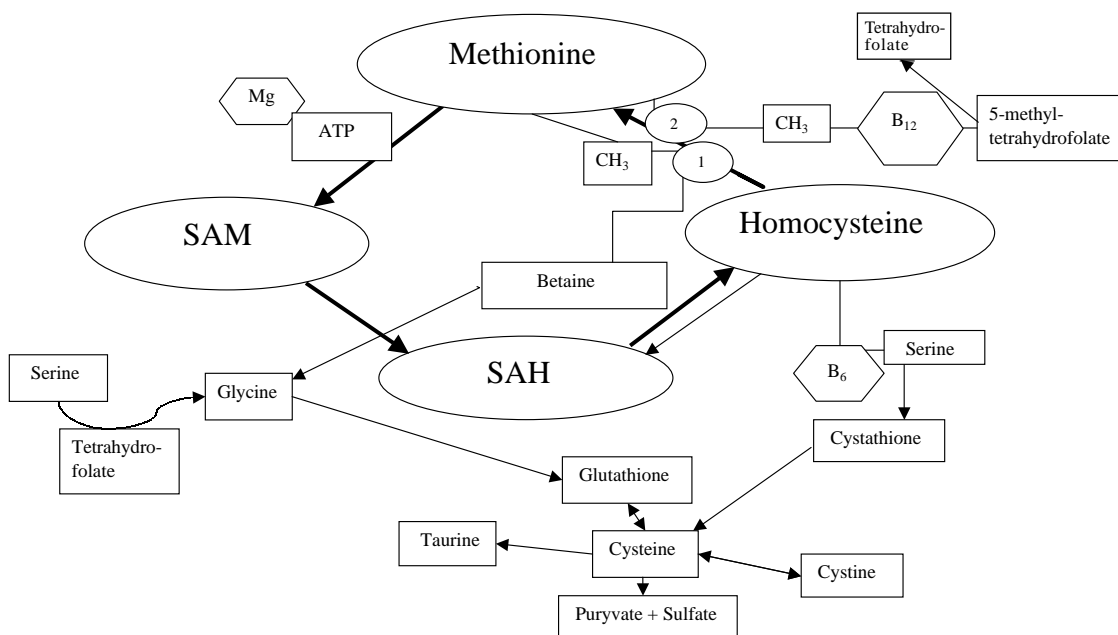 Methionine
Tetrahydro-
folate
Mg
ATP
2
CH₃
B₁₂
5-methyl-
tetrahydrofolate
CH₃
1
SAM
Homocysteine
Betaine
SAH
Serine
Glycine
B₆
Serine
Tetrahydro-
folate
Cystathione
Glutathione
Taurine
Cysteine
Cystine
Puryvate + Sulfate